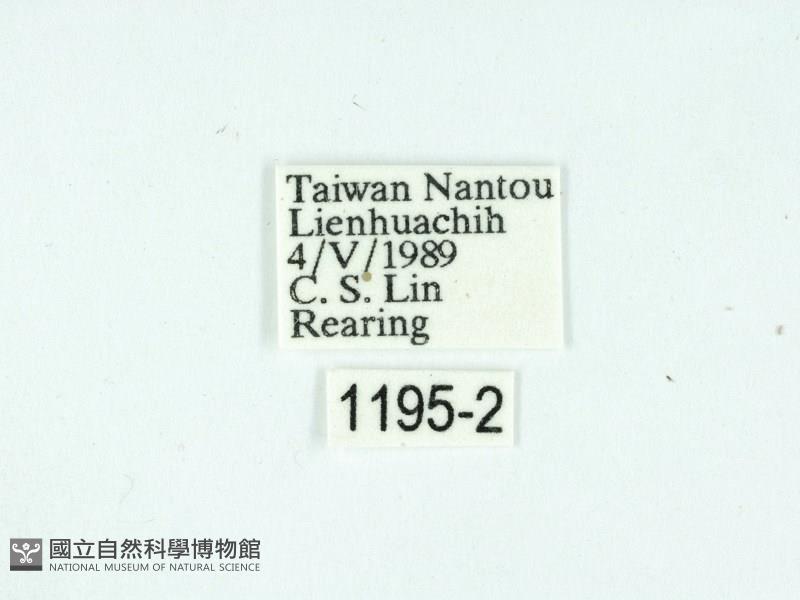 Taiwan Nantou
Lienhuachih
4/V/1989
C. S. Lin
Rearing
1195-2
國立自然科學博物館
NATIONAL MUSEUM OF NATURAL SCIENCE